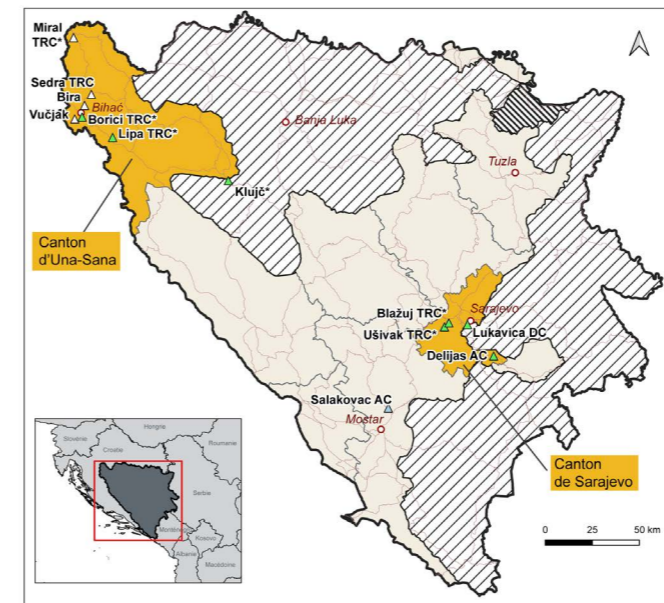 Miral
TRC*
Sedra TRC
Bira
Bihać
Vučjak
Borici TRC*
Lipa TRC*
Banja Luka
Klujč*
Tuzla
Canton
d'Una-Sana
Blažuj TRC*
Sarajevo
Ušivak TRC*
Lukavica DC
Delijas AC
Salakovac AC
Mostar
Canton
de Sarajevo
0 25 50 km
Hongrie
Slovénie
Croatie
Roumanie
Serbie
Monténégro
Kosovo
Albanie
Macédoine